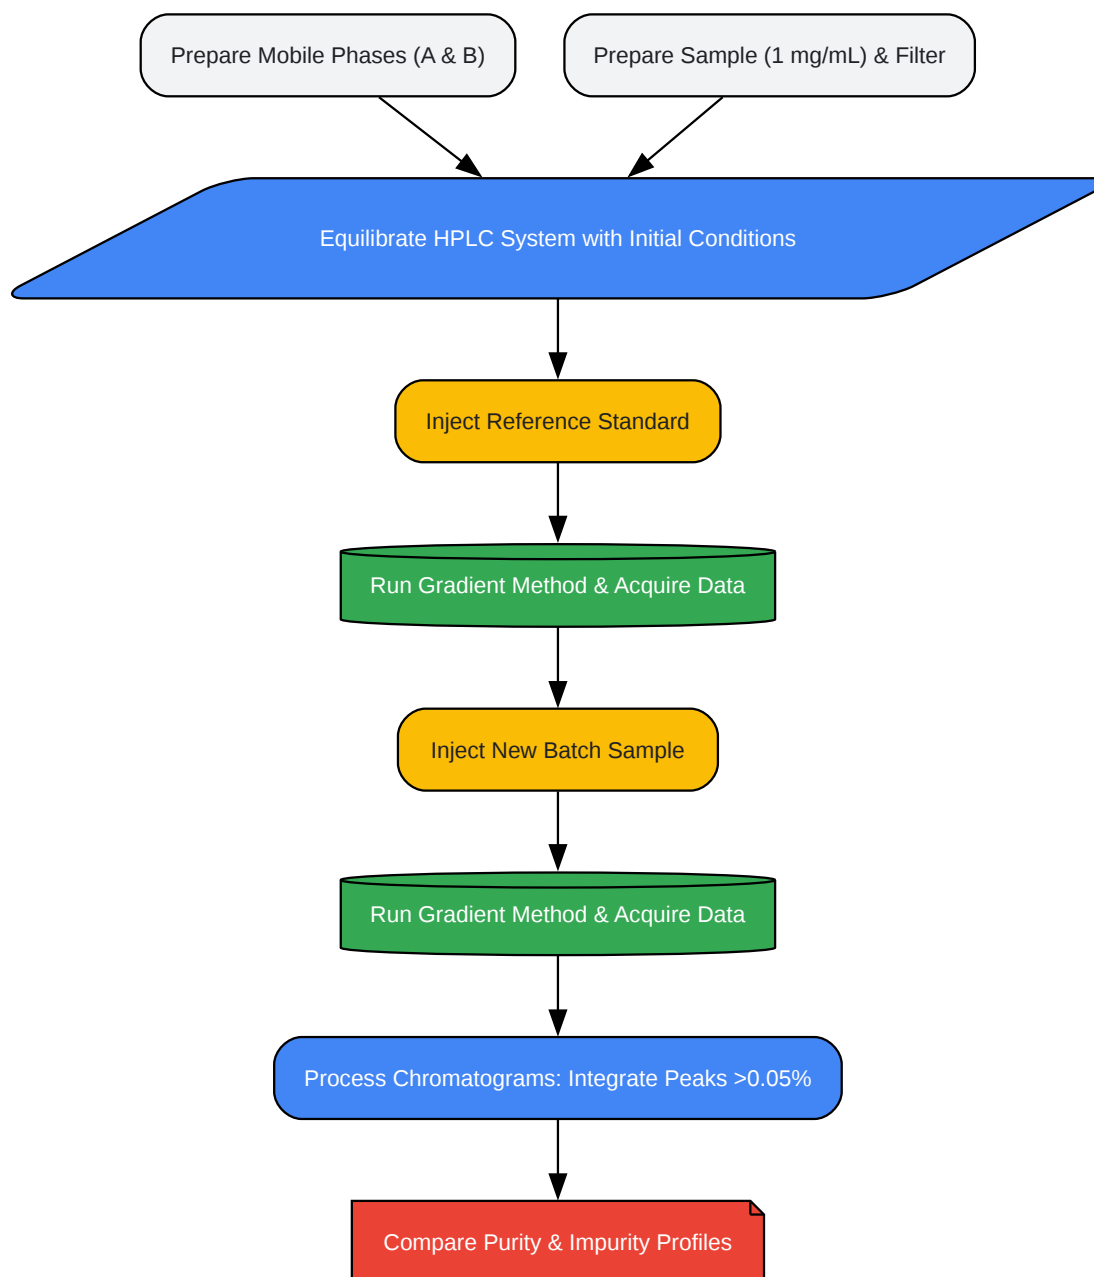 Prepare Mobile Phases (A & B)
Prepare Sample (1 mg/mL) & Filter
Equilibrate HPLC System with Initial Conditions
Inject Reference Standard
Run Gradient Method & Acquire Data
Inject New Batch Sample
Run Gradient Method & Acquire Data
Process Chromatograms: Integrate Peaks >0.05%
Compare Purity & Impurity Profiles